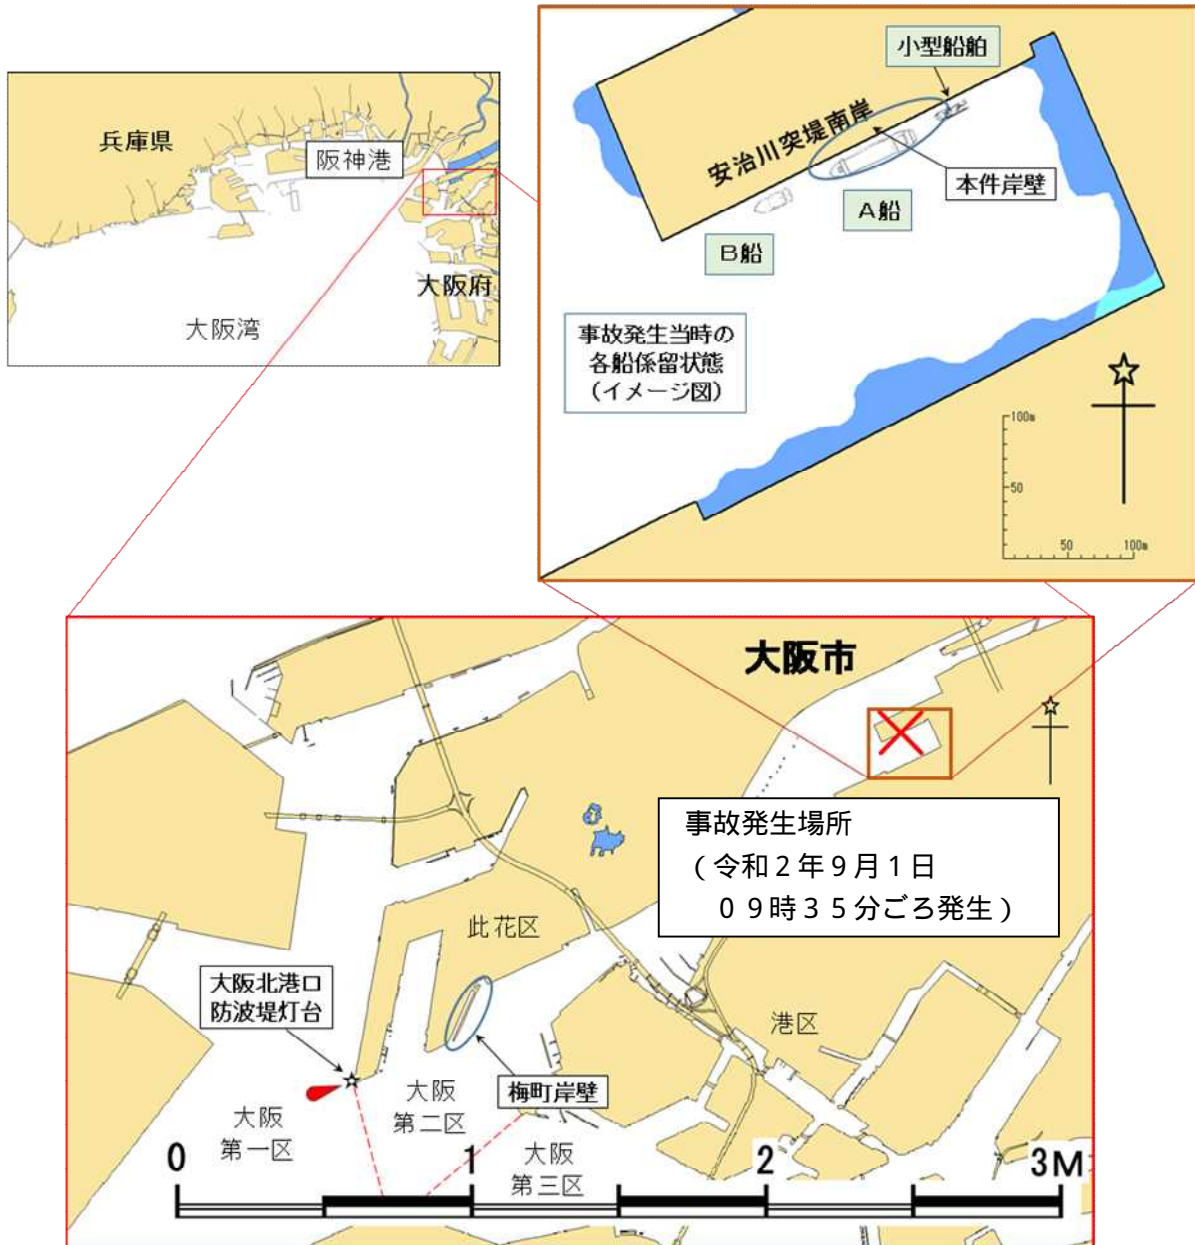 兵庫県
阪神港
大阪府
大阪湾
小型船舶
安治川突堤南岸
本件岸壁
A船
B船
事故発生当時の
各船係留状態
（イメージ図）
100m
50
50
100m
大阪市
事故発生場所
（令和２年９月１日
０９時３５分ごろ発生）
此花区
大阪北港口
防波堤灯台
港区
梅町岸壁
大阪
第一区
大阪
第二区
大阪
第三区
0
1
2
3M